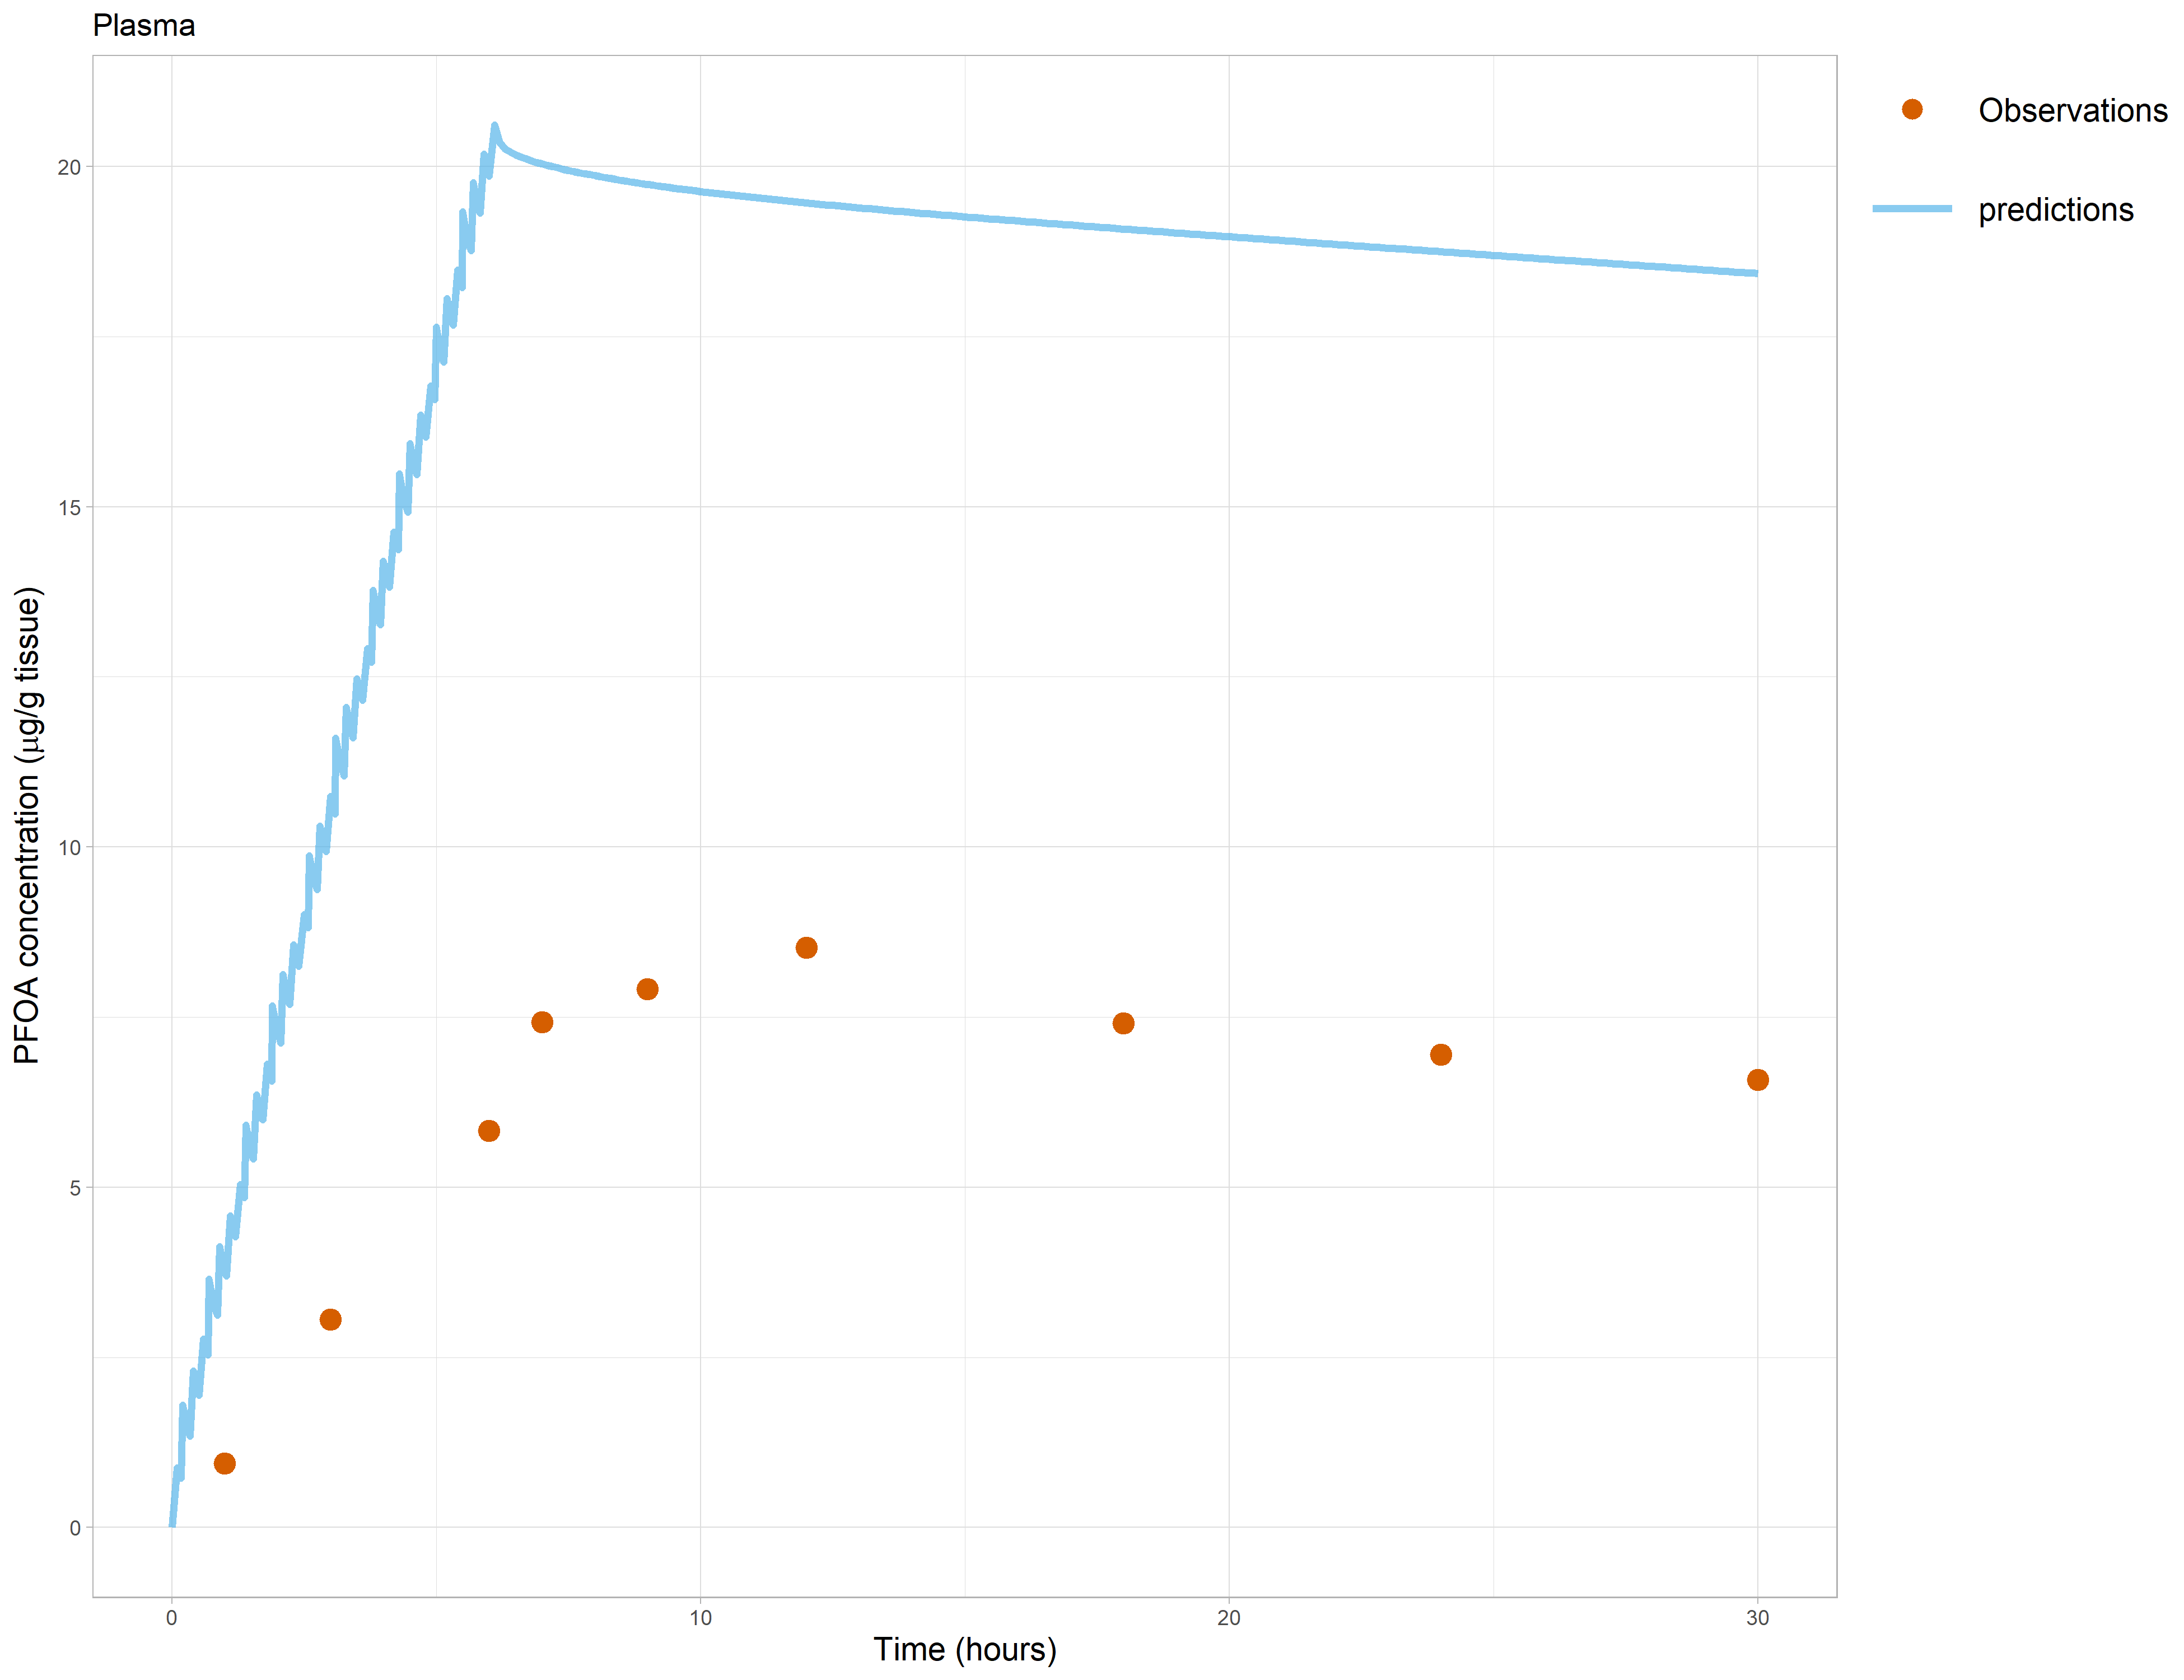 Plasma
Observations
predictions
PFOA concentration (μg/g tissue)
20
15
10
5
0
0 10 20 30
Time (hours)